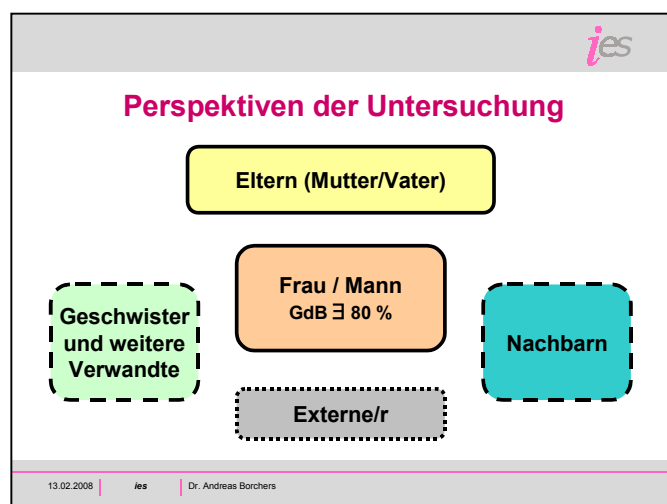 ies
Perspektiven der Untersuchung
Eltern (Mutter/Vater)
Frau / Mann
GdB ∃ 80 %
Geschwister
und weitere
Verwandte
Nachbarn
Externe/r
13.02.2008 ies Dr. Andreas Borchers